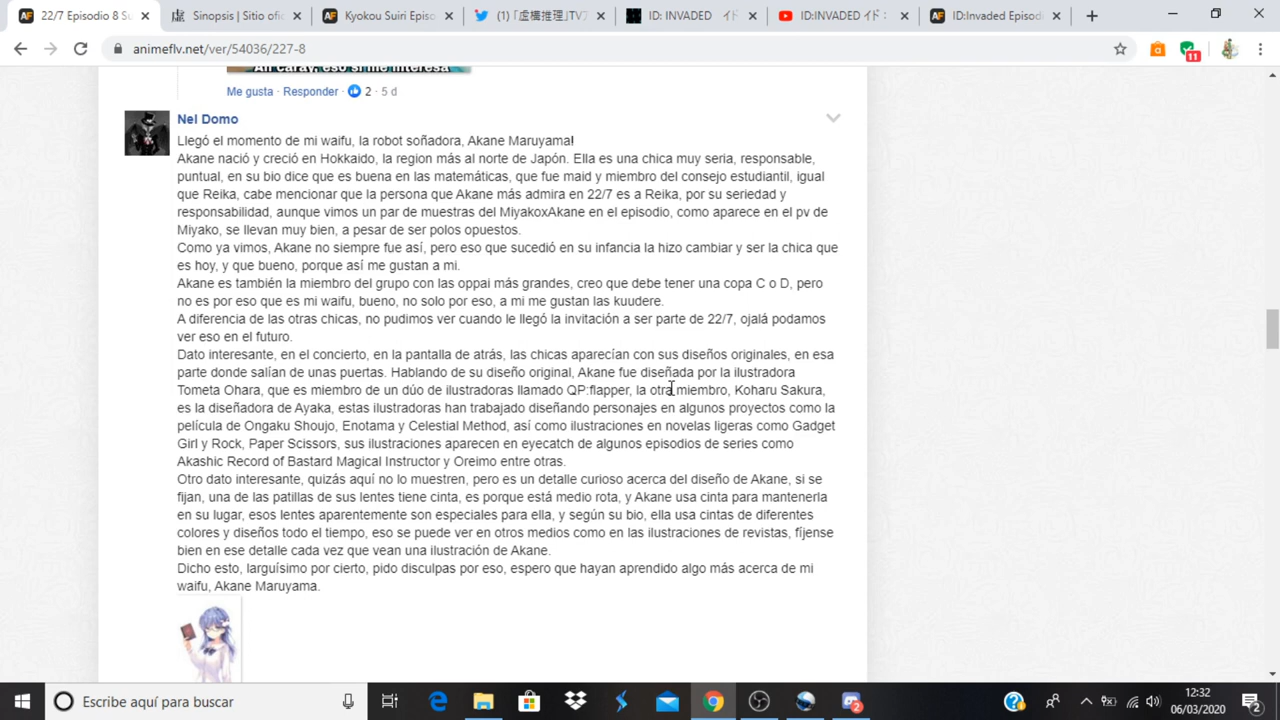 22/7 Episodio 8 Su
Sinopsis | Sitio ofic
Kyokou Suiri Episo
(1) 「虚構推理」TVア
ID: INVADED
ID:INVADED イド：
ID:Invaded Episodi
animeflv.net/ver/54036/227-8
11
Ah caray, eso si me interesa
Me gusta · Responder · 2 · 5 d
Nel Domo
Llegó el momento de mi waifu, la robot soñadora, Akane Maruyama!
Akane nació y creció en Hokkaido, la region más al norte de Japón. Ella es una chica muy seria, responsable,
puntual, en su bio dice que es buena en las matemáticas, que fue maid y miembro del consejo estudiantil, igual
que Reika, cabe mencionar que la persona que Akane más admira en 22/7 es a Reika, por su seriedad y
responsabilidad, aunque vimos un par de muestras del MiyakoxAkane en el episodio, como aparece en el pv de
Miyako, se llevan muy bien, a pesar de ser polos opuestos.
Como ya vimos, Akane no siempre fue así, pero eso que sucedió en su infancia la hizo cambiar y ser la chica que
es hoy, y que bueno, porque así me gustan a mi.
Akane es también la miembro del grupo con las oppai más grandes, creo que debe tener una copa C o D, pero
no es por eso que es mi waifu, bueno, no solo por eso, a mi me gustan las kuudere.
A diferencia de las otras chicas, no pudimos ver cuando le llegó la invitación a ser parte de 22/7, ojalá podamos
ver eso en el futuro.
Dato interesante, en el concierto, en la pantalla de atrás, las chicas aparecían con sus diseños originales, en esa
parte donde salían de unas puertas. Hablando de su diseño original, Akane fue diseñada por la ilustradora
Tometa Ohara, que es miembro de un dúo de ilustradoras llamado QP:flapper, la otra miembro, Koharu Sakura,
es la diseñadora de Ayaka, estas ilustradoras han trabajado diseñando personajes en algunos proyectos como la
película de Ongaku Shoujo, Enotama y Celestial Method, así como ilustraciones en novelas ligeras como Gadget
Girl y Rock, Paper Scissors, sus ilustraciones aparecen en eyecatch de algunos episodios de series como
Akashic Record of Bastard Magical Instructor y Oreimo entre otras.
Otro dato interesante, quizás aquí no lo muestren, pero es un detalle curioso acerca del diseño de Akane, si se
fijan, una de las patillas de sus lentes tiene cinta, es porque está medio rota, y Akane usa cinta para mantenerla
en su lugar, esos lentes aparentemente son especiales para ella, y según su bio, ella usa cintas de diferentes
colores y diseños todo el tiempo, eso se puede ver en otros medios como en las ilustraciones de revistas, fíjense
bien en ese detalle cada vez que vean una ilustración de Akane.
Dicho esto, larguísimo por cierto, pido disculpas por eso, espero que hayan aprendido algo más acerca de mi
waifu, Akane Maruyama.
Escribe aquí para buscar
2
12:32
06/03/2020
2